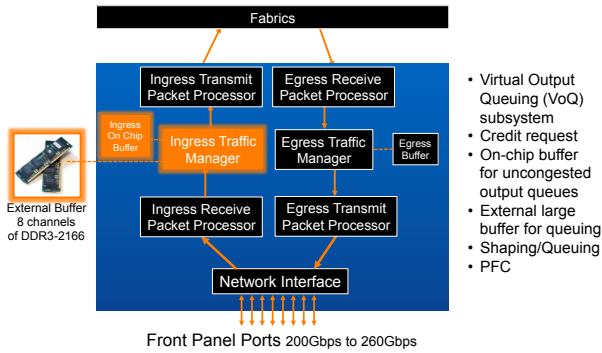 Fabrics
Ingress Transmit
Packet Processor
Egress Receive
Packet Processor
Ingress
On Chip
Buffer
Ingress Traffic
Manager
Egress Traffic
Manager
Egress
Buffer
External Buffer
8 channels
of DDR3-2166
Ingress Receive
Packet Processor
Egress Transmit
Packet Processor
Network Interface
Front Panel Ports 200Gbps to 260Gbps
• Virtual Output
Queuing (VoQ)
subsystem
• Credit request
• On-chip buffer
for uncongested
output queues
• External large
buffer for queuing
• Shaping/Queuing
• PFC